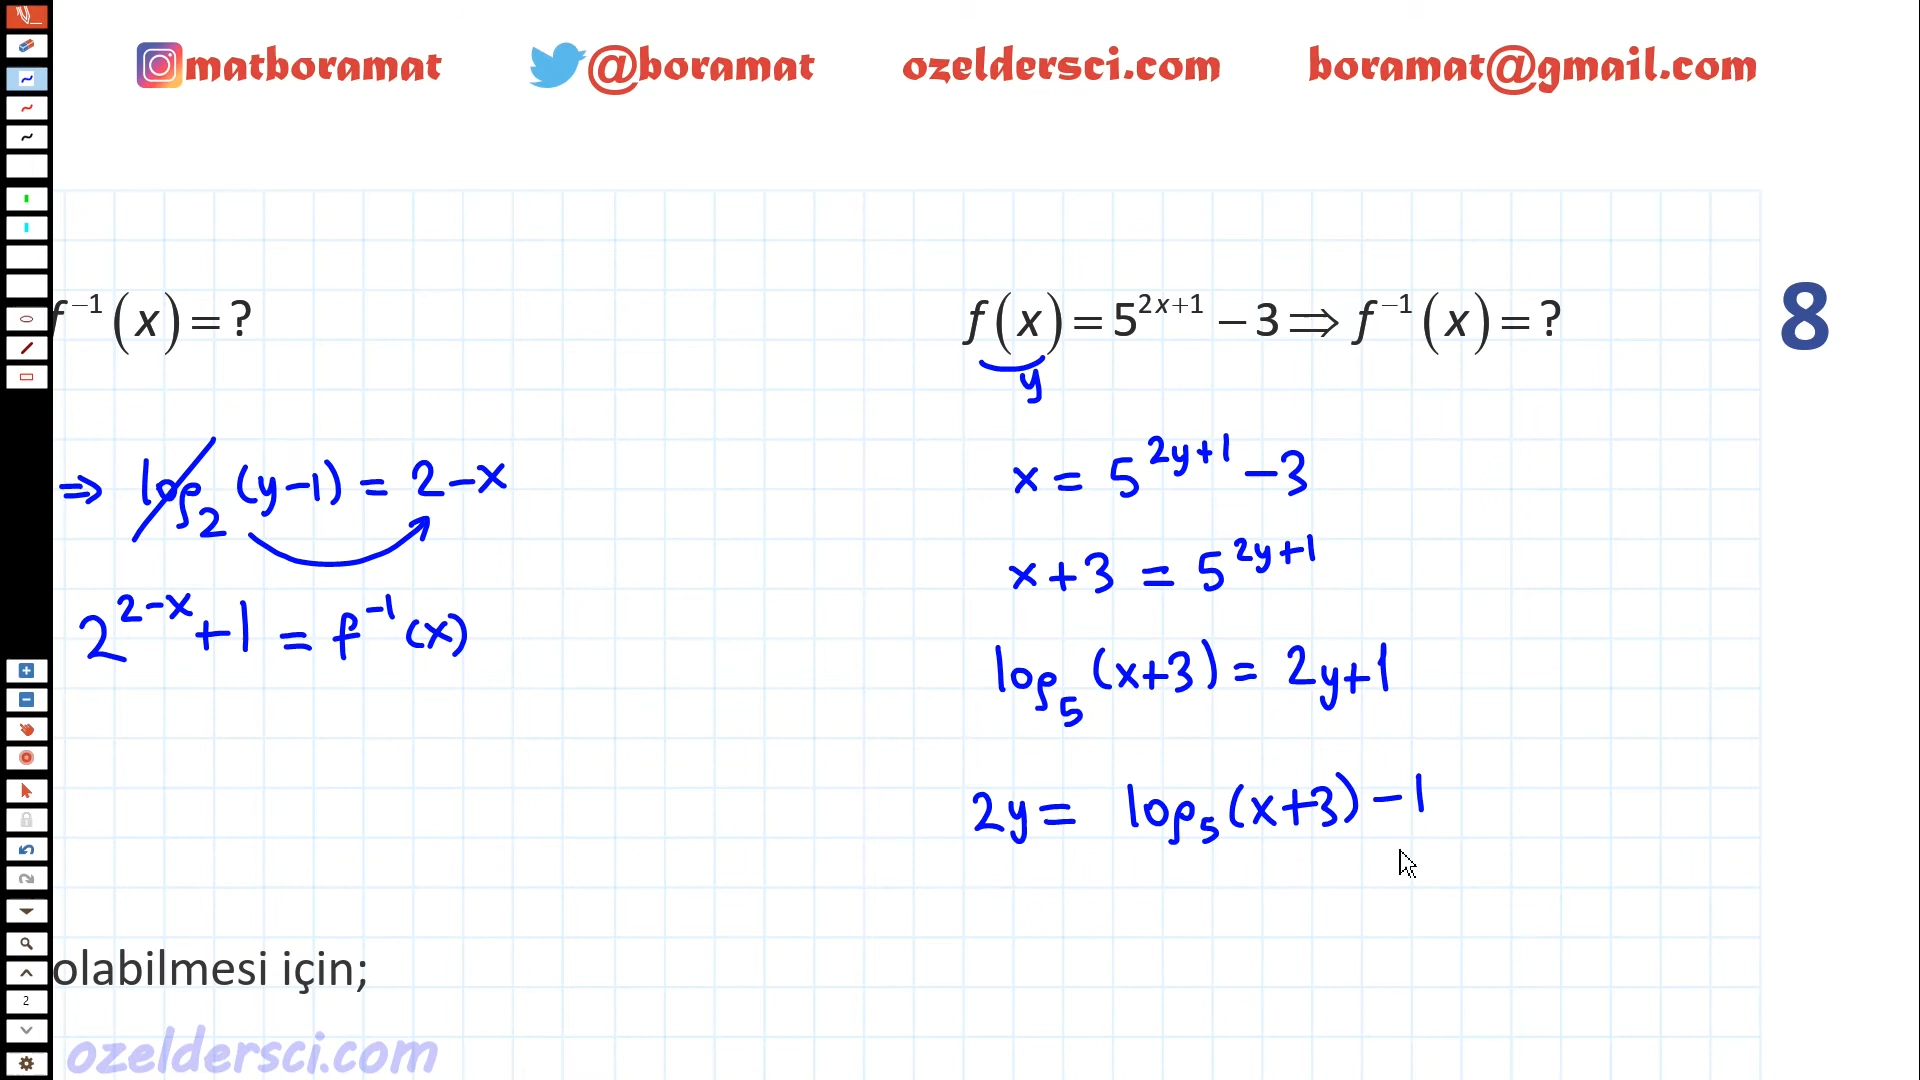 matboramat @boramat ozeldersci.com boramat@gmail.com
f⁻¹(x) = ?
⇒ log₂(y-1) = 2-x
2^(2-x) + 1 = f⁻¹(x)
olabilmesi için;
f(x) = 5^(2x+1) - 3 ⇒ f⁻¹(x) = ?
8
y
x = 5^(2y+1) - 3
x+3 = 5^(2y+1)
log₅(x+3) = 2y+1
2y = log₅(x+3) - 1
2
ozeldersci.com